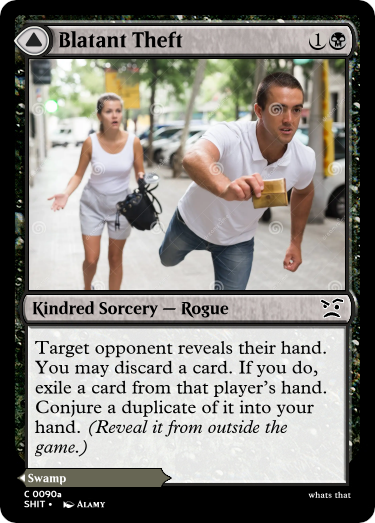 Blatant Theft 1
Kindred Sorcery — Rogue
Target opponent reveals their hand.
You may discard a card. If you do,
exile a card from that player's hand.
Conjure a duplicate of it into your
hand. (Reveal it from outside the
game.)
Swamp
C 0090a
SHIT • Alamy
whats that